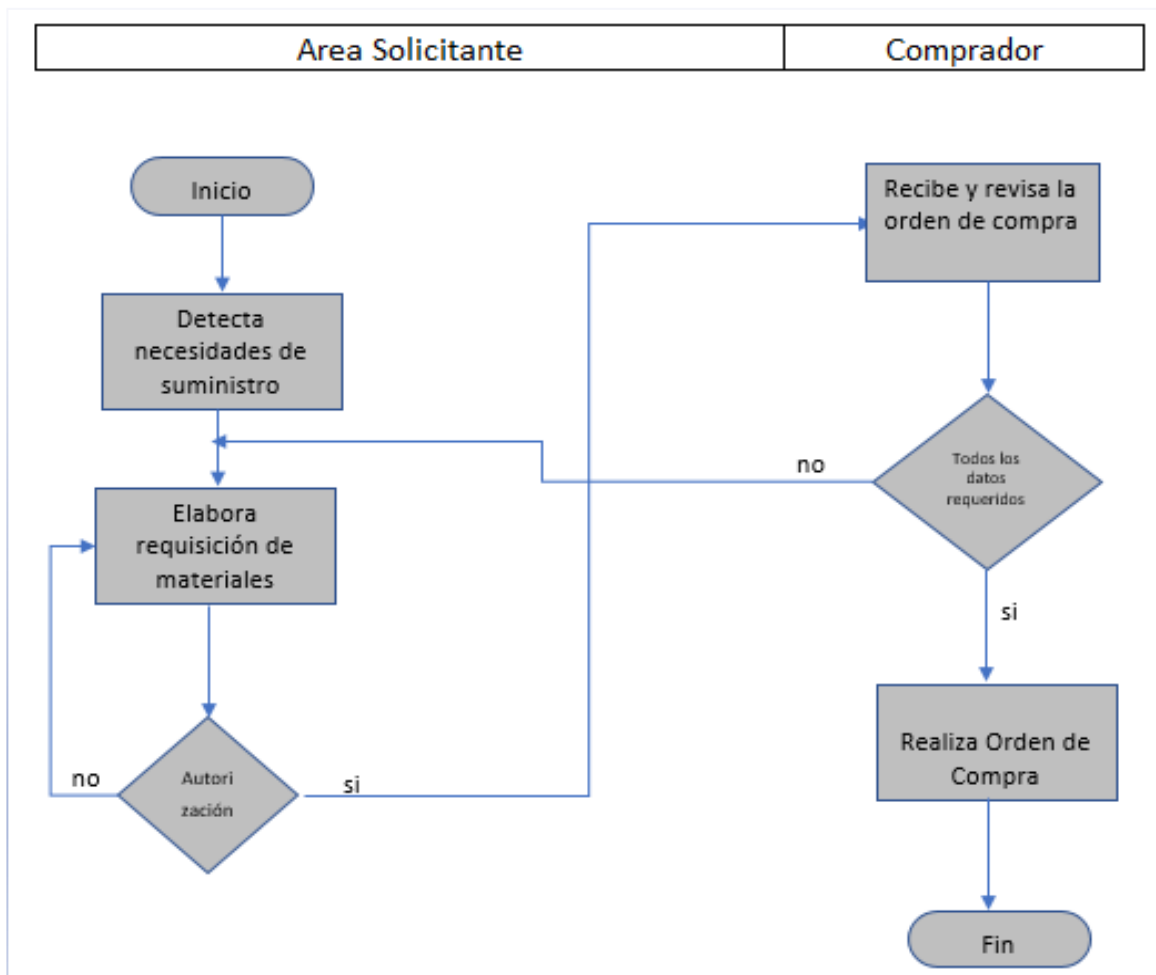 Area Solicitante
Comprador
Inicio
Detecta
necesidades de
suministro
Elabora
requisición de
materiales
Autori
zación
no
si
Recibe y revisa la
orden de compra
Todos los
datos
requeridos
no
si
Realiza Orden de
Compra
Fin